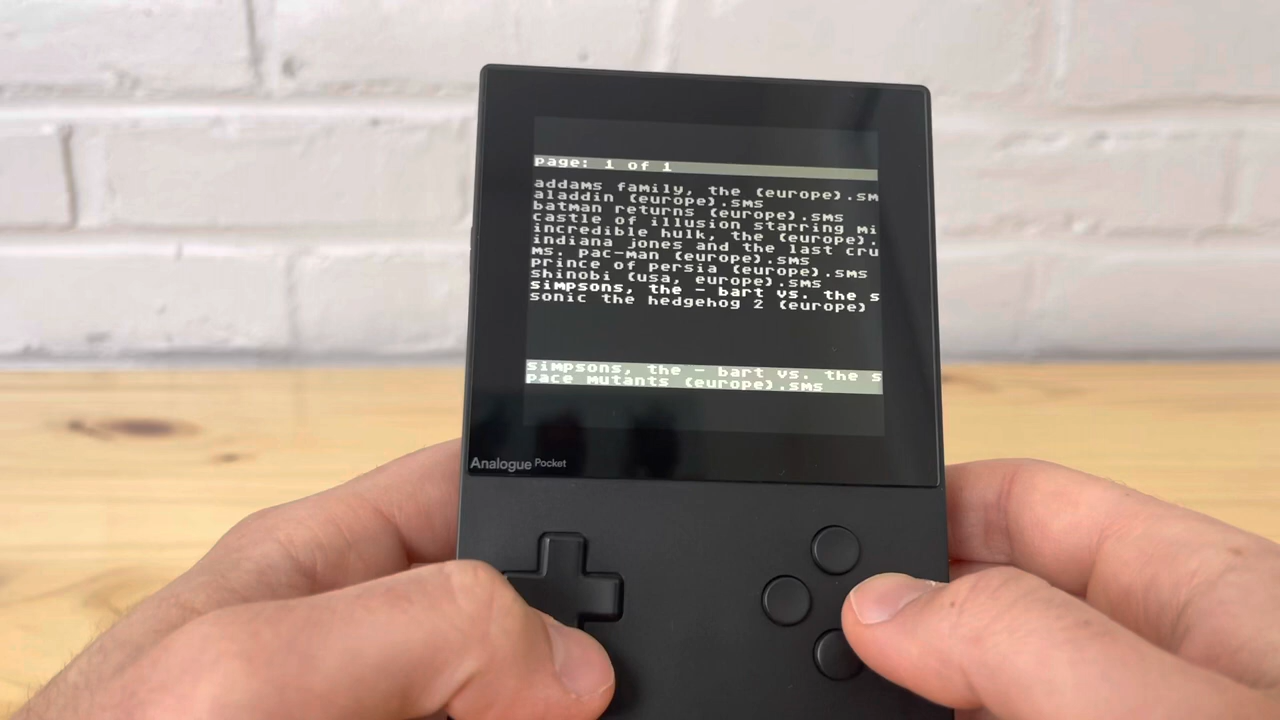 page: 1 of 1
addams family, the (europe).sm
aladdin (europe).sms
batman returns (europe).sms
castle of illusion starring mi
incredible hulk, the (europe).
indiana jones and the last cru
ms. pac-man (europe).sms
prince of persia (europe).sms
shinobi (usa, europe).sms
simpsons, the - bart vs. the s
sonic the hedgehog 2 (europe)
simpsons, the - bart vs. the s
pace mutants (europe).sms
Analogue Pocket